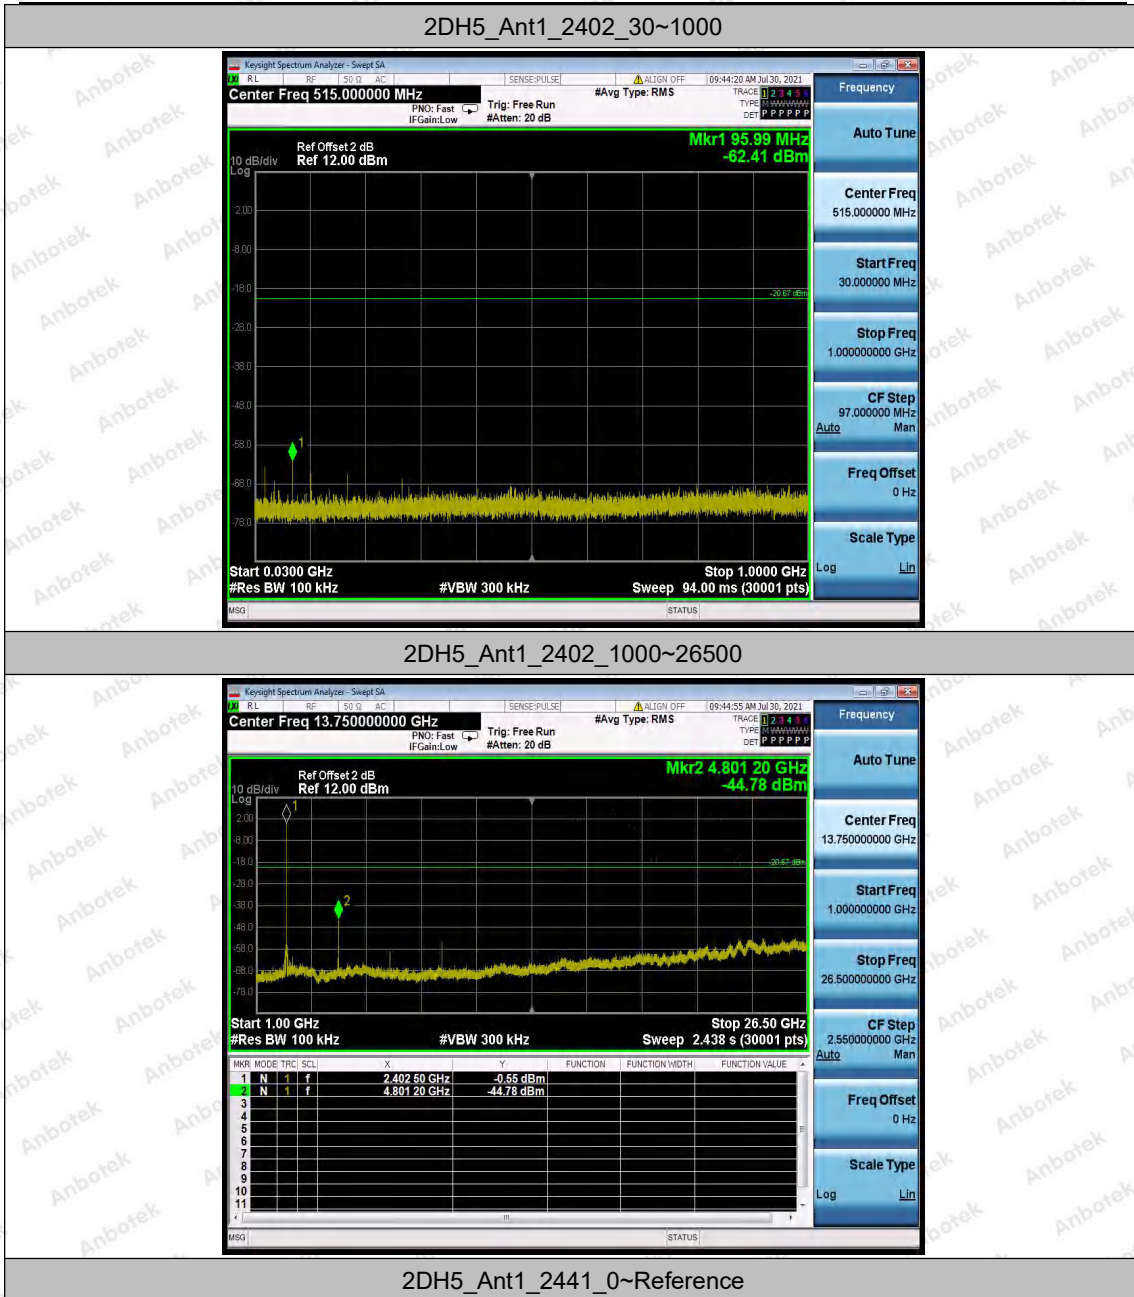 2DH5_Ant1_2402_30~1000
Keysight Spectrum Analyzer - Swept SA
RL RF 50 Ω AC SENSE:PULSE ALIGN OFF 09:44:20 AM Jul 30, 2021
Center Freq 515.000000 MHz
PNO: Fast
IFGain:Low
Trig: Free Run
#Atten: 20 dB
#Avg Type: RMS
TRACE 1 2 3 4 5 6
TYPE M WWWWW
DET P P P P P P
Ref Offset 2 dB
Ref 12.00 dBm
10 dB/div
Log
Mkr1 95.99 MHz
-62.41 dBm
2.00
-8.00
-18.0
-20.67 dBm
-28.0
-38.0
-48.0
-58.0
1
-68.0
-78.0
Start 0.0300 GHz
Stop 1.0000 GHz
#Res BW 100 kHz
#VBW 300 kHz
Sweep 94.00 ms (30001 pts)
MSG
STATUS
Frequency
Auto Tune
Center Freq
515.000000 MHz
Start Freq
30.000000 MHz
Stop Freq
1.000000000 GHz
CF Step
97.000000 MHz
Auto Man
Freq Offset
0 Hz
Scale Type
Log Lin
2DH5_Ant1_2402_1000~26500
Keysight Spectrum Analyzer - Swept SA
RL RF 50 Ω AC SENSE:PULSE ALIGN OFF 09:44:55 AM Jul 30, 2021
Center Freq 13.750000000 GHz
PNO: Fast
IFGain:Low
Trig: Free Run
#Atten: 20 dB
#Avg Type: RMS
TRACE 1 2 3 4 5 6
TYPE M WWWWW
DET P P P P P P
Ref Offset 2 dB
Ref 12.00 dBm
10 dB/div
Log
Mkr2 4.801 20 GHz
-44.78 dBm
1
2.00
-8.00
-18.0
-20.67 dBm
-28.0
-38.0
2
-48.0
-58.0
-68.0
-78.0
Start 1.00 GHz
Stop 26.50 GHz
#Res BW 100 kHz
#VBW 300 kHz
Sweep 2.438 s (30001 pts)
MKR MODE TRC SCL X Y FUNCTION FUNCTION WIDTH FUNCTION VALUE
1 N 1 f 2.402 50 GHz -0.55 dBm
2 N 1 f 4.801 20 GHz -44.78 dBm
3
4
5
6
7
8
9
10
11
MSG
STATUS
Frequency
Auto Tune
Center Freq
13.750000000 GHz
Start Freq
1.000000000 GHz
Stop Freq
26.500000000 GHz
CF Step
2.550000000 GHz
Auto Man
Freq Offset
0 Hz
Scale Type
Log Lin
2DH5_Ant1_2441_0~Reference